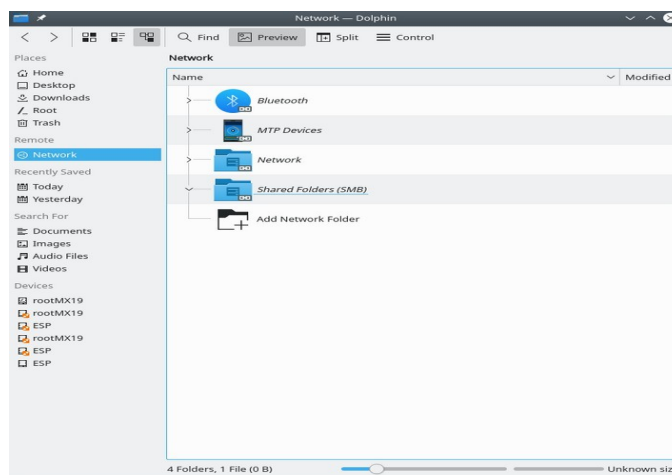 Network — Dolphin
Find Preview Split Control
Places
Home
Desktop
Downloads
Root
Trash
Remote
Network
Recently Saved
Today
Yesterday
Search For
Documents
Images
Audio Files
Videos
Devices
rootMX19
rootMX19
ESP
rootMX19
ESP
ESP
Network
Name Modified
Bluetooth
MTP Devices
Network
Shared Folders (SMB)
Add Network Folder
4 Folders, 1 File (0 B) Unknown siz